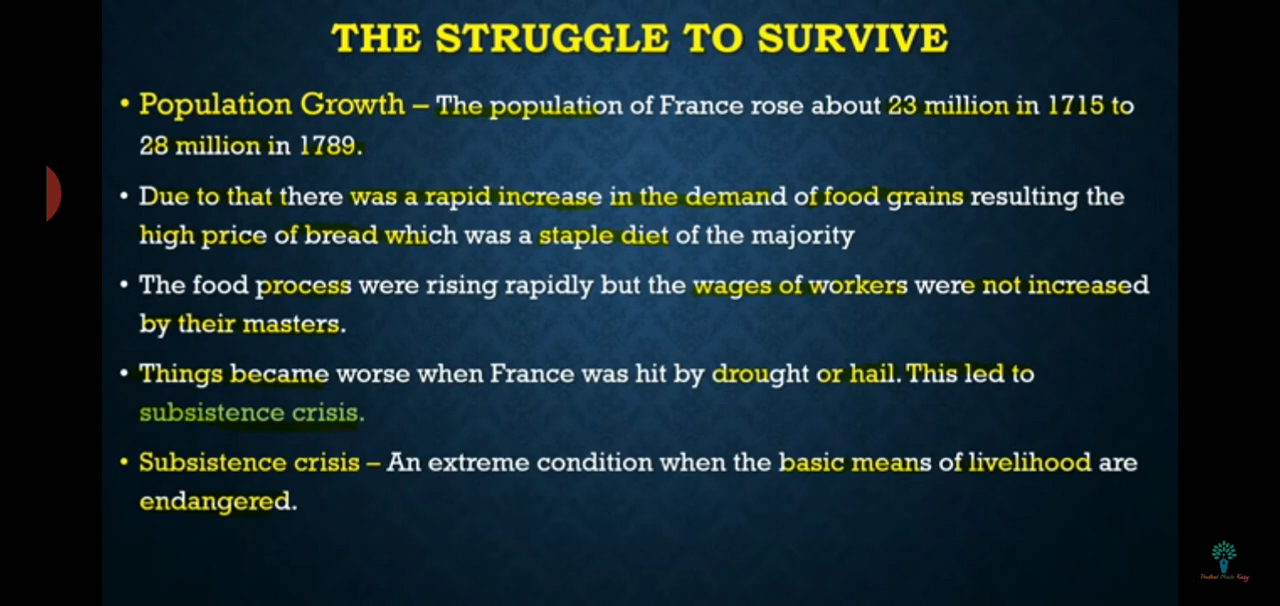 THE STRUGGLE TO SURVIVE
• Population Growth – The population of France rose about 23 million in 1715 to
28 million in 1789.
• Due to that there was a rapid increase in the demand of food grains resulting the
high price of bread which was a staple diet of the majority
• The food process were rising rapidly but the wages of workers were not increased
by their masters.
• Things became worse when France was hit by drought or hail. This led to
subsistence crisis.
• Subsistence crisis – An extreme condition when the basic means of livelihood are
endangered.
Made Easy